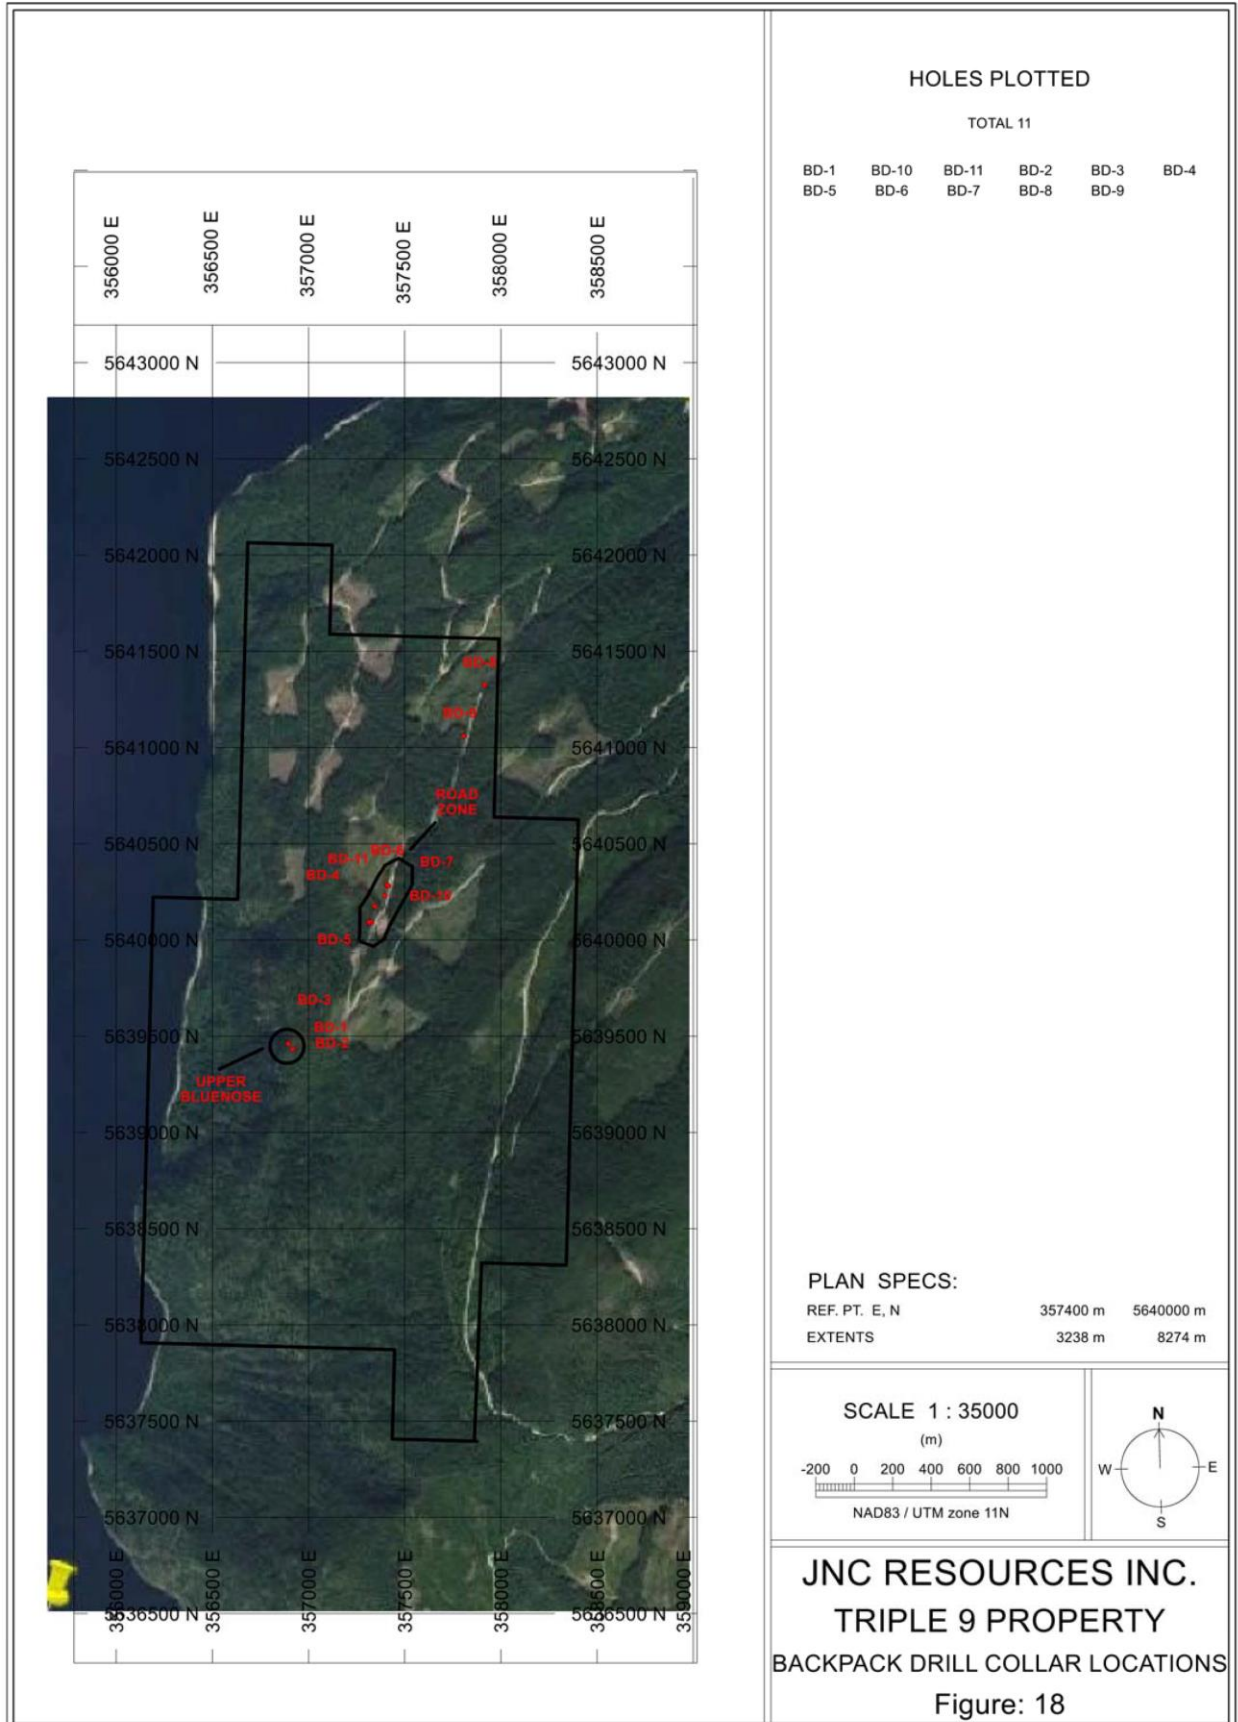 HOLES PLOTTED
TOTAL 11
BD-1 BD-10 BD-11 BD-2 BD-3 BD-4
BD-5 BD-6 BD-7 BD-8 BD-9
356000 E 356500 E 357000 E 357500 E 358000 E 358500 E
5643000 N 5643000 N
5642500 N 5642500 N
5642000 N 5642000 N
5641500 N 5641500 N
5641000 N 5641000 N
ROAD
ZONE
5640500 N 5640500 N
BD-11
BD-7
BD-4
BD-10
5640000 N 5640000 N
BD-5
BD-3
BD-1
5639500 N 5639500 N
BD-2
UPPER
BLUENOSE
5639000 N 5639000 N
5638500 N 5638500 N
5638000 N 5638000 N
5637500 N 5637500 N
5637000 N 5637000 N
356000 E 356500 E 357000 E 357500 E 358000 E 358500 E 359000 E
5636500 N 5636500 N
PLAN SPECS:
REF. PT. E, N 357400 m 5640000 m
EXTENTS 3238 m 8274 m
SCALE 1 : 35000
(m)
-200 0 200 400 600 800 1000
NAD83 / UTM zone 11N
N
W E
S
JNC RESOURCES INC.
TRIPLE 9 PROPERTY
BACKPACK DRILL COLLAR LOCATIONS
Figure: 18